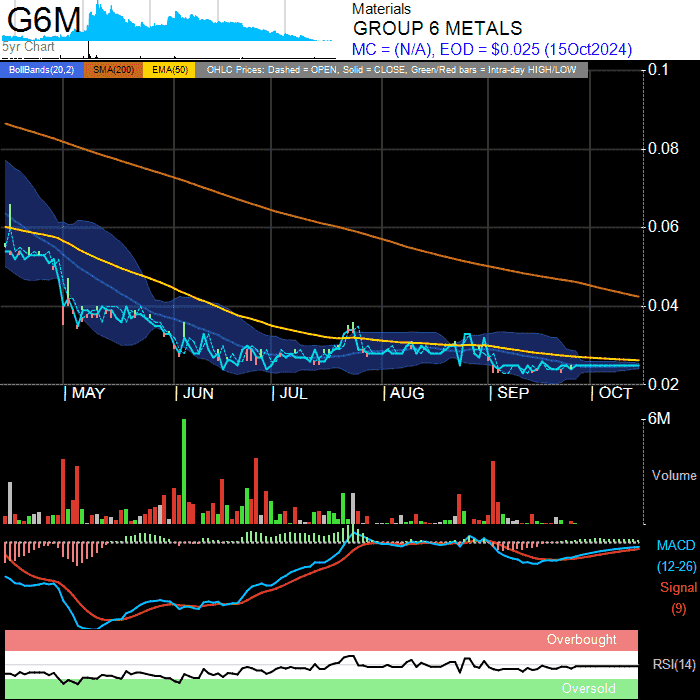 G6M
5yr Chart
Materials
GROUP 6 METALS
MC = (N/A), EOD = $0.025 (15Oct2024)
BollBands(20,2) SMA(200) EMA(50) OHLC Prices: Dashed = OPEN, Solid = CLOSE, Green/Red bars = Intra-day HIGH/LOW
0.1
0.08
0.06
0.04
0.02
MAY JUN JUL AUG SEP OCT
6M
Volume
MACD
(12-26)
Signal
(9)
Overbought
RSI(14)
Oversold